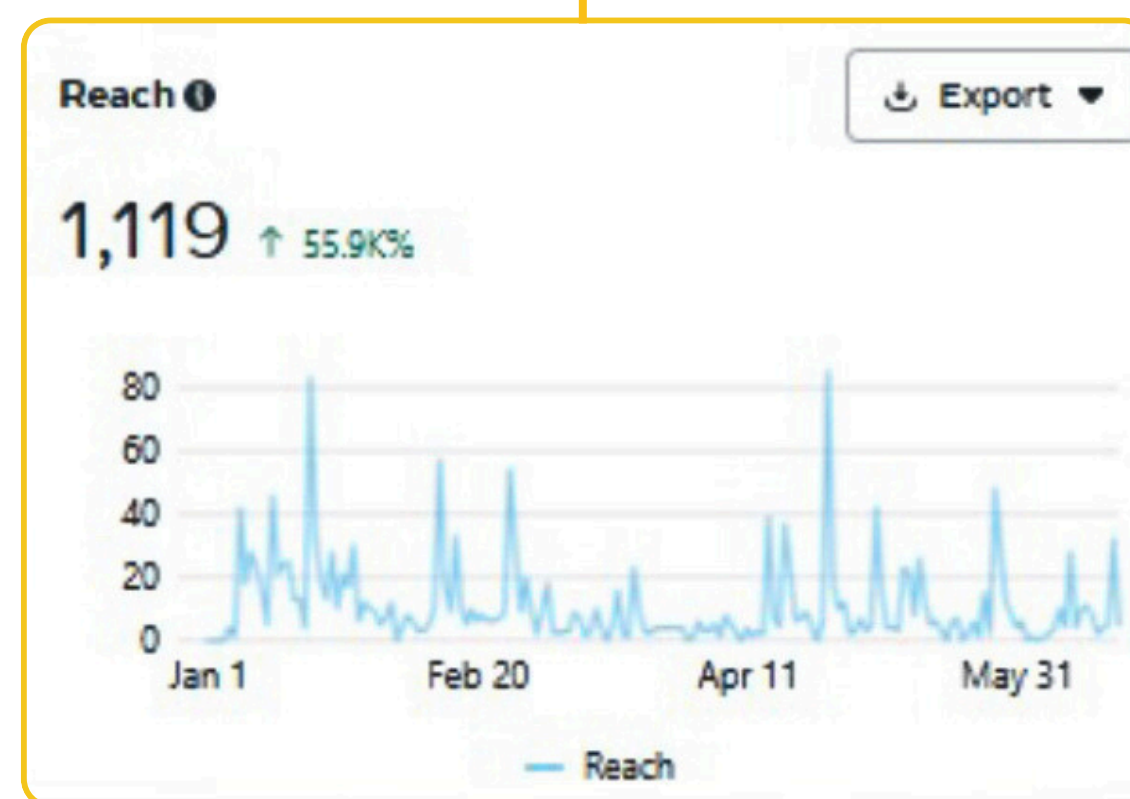 Reach
Export
1,119 ↑ 55.9K%
80
60
40
20
0
Jan 1 Feb 20 Apr 11 May 31
Reach